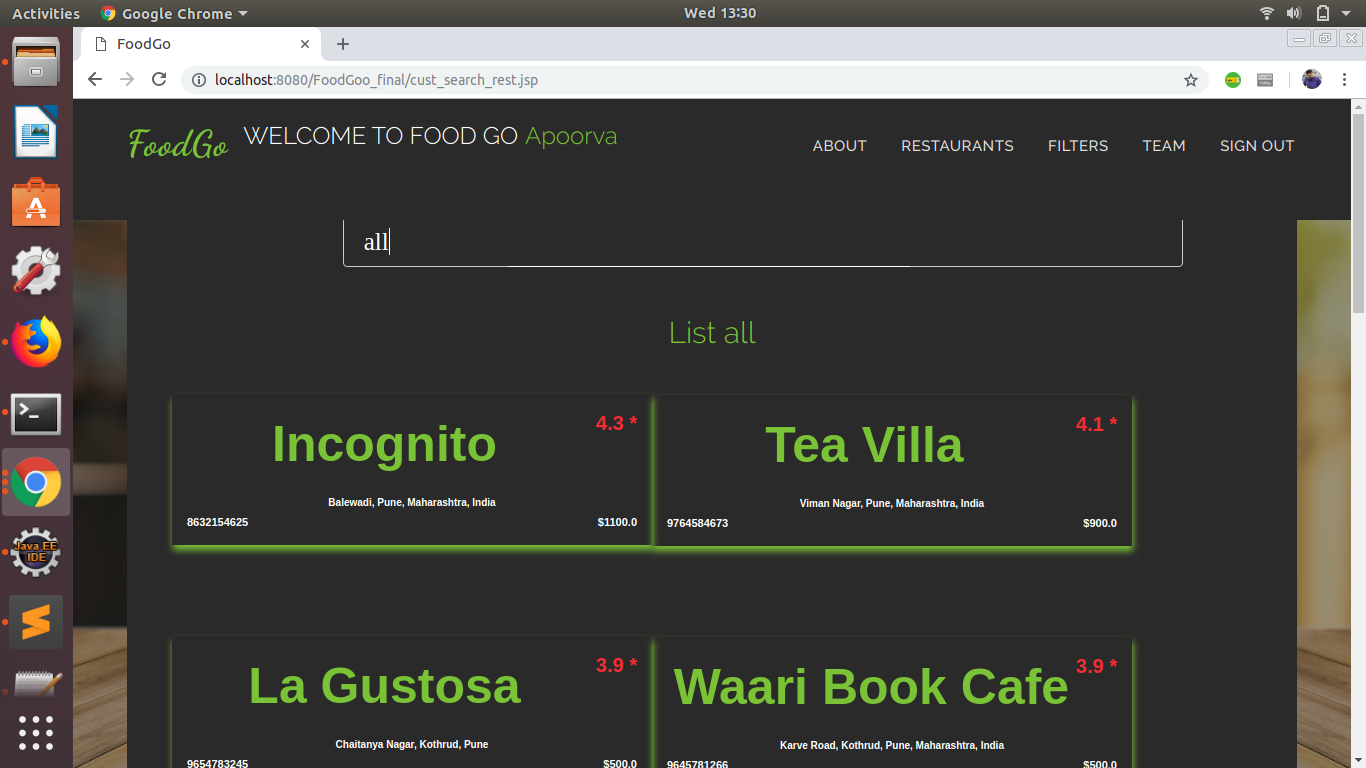 Activities Google Chrome Wed 13:30
FoodGo
localhost:8080/FoodGoo_final/cust_search_rest.jsp
FoodGo WELCOME TO FOOD GO Apoorva ABOUT RESTAURANTS FILTERS TEAM SIGN OUT
all
List all
Incognito 4.3 *
Balewadi, Pune, Maharashtra, India
8632154625 $1100.0
Tea Villa 4.1 *
Viman Nagar, Pune, Maharashtra, India
9764584673 $900.0
La Gustosa 3.9 *
Chaitanya Nagar, Kothrud, Pune
9654783245 $500.0
Waari Book Cafe 3.9 *
Karve Road, Kothrud, Pune, Maharashtra, India
9645781266 $500.0
Java EE
IDE